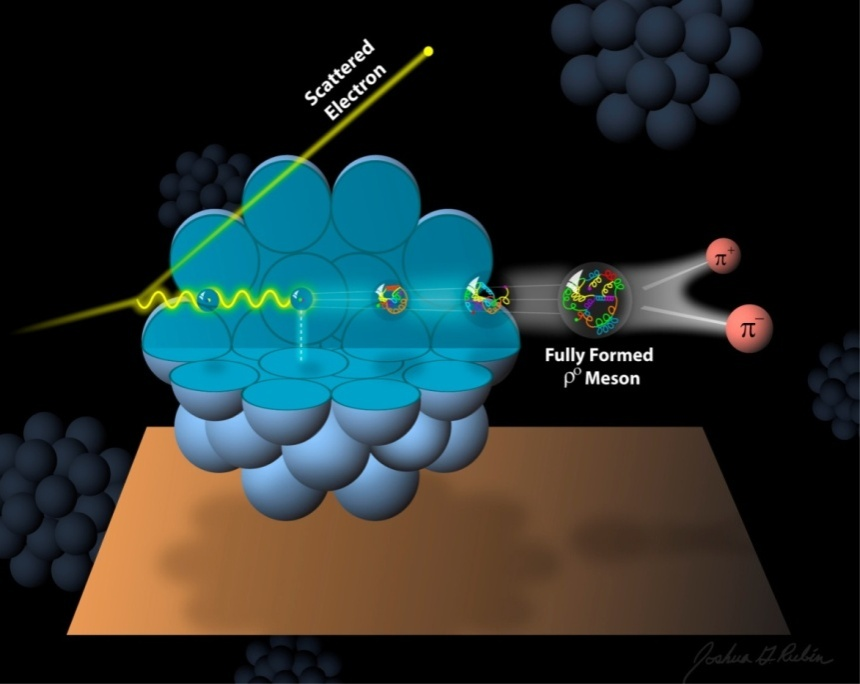 Scattered
Electron
π⁺
π⁻
Fully Formed
ρ⁰ Meson
Joshua G Rubin